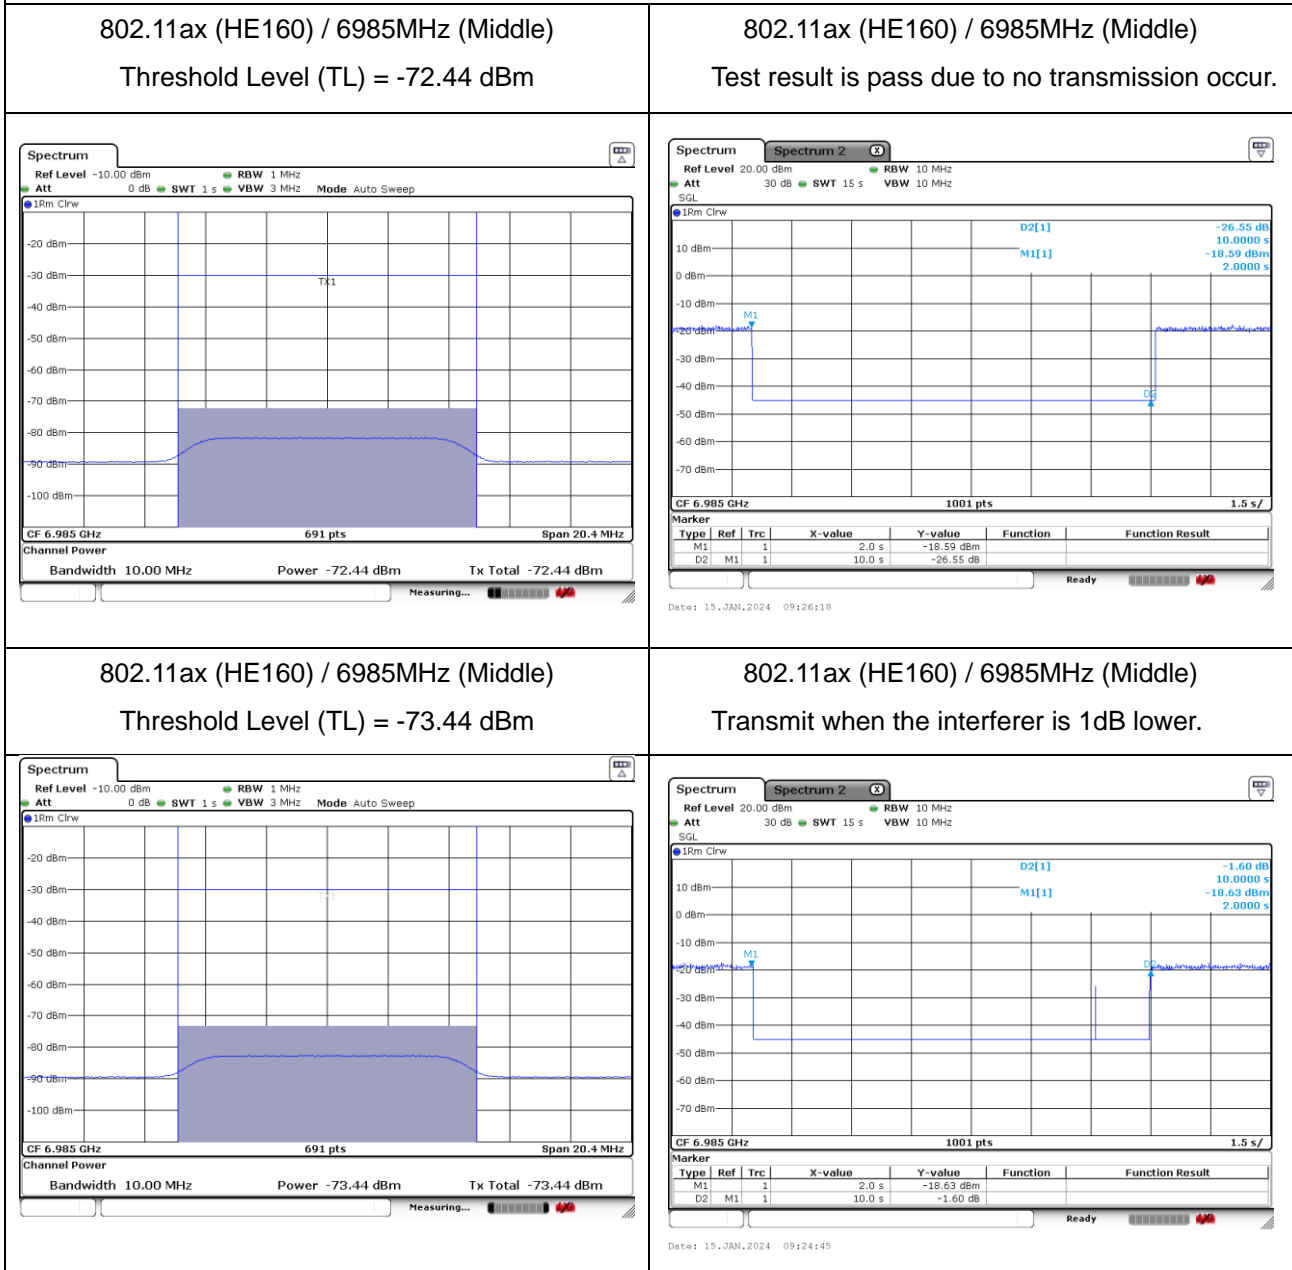 802.11ax (HE160) / 6985MHz (Middle)
Threshold Level (TL) = -72.44 dBm
802.11ax (HE160) / 6985MHz (Middle)
Test result is pass due to no transmission occur.
Spectrum
Ref Level -10.00 dBm RBW 1 MHz
Att 0 dB SWT 1 s VBW 3 MHz Mode Auto Sweep
1Rm Clrw
-20 dBm
-30 dBm
TX1
-40 dBm
-50 dBm
-60 dBm
-70 dBm
-80 dBm
-90 dBm
-100 dBm
CF 6.985 GHz 691 pts Span 20.4 MHz
Channel Power
Bandwidth 10.00 MHz Power -72.44 dBm Tx Total -72.44 dBm
Measuring...
Spectrum Spectrum 2 X
Ref Level 20.00 dBm RBW 10 MHz
Att 30 dB SWT 15 s VBW 10 MHz
SGL
1Rm Clrw
D2[1] -26.55 dB
10.0000 s
10 dBm
M1[1] -18.59 dBm
2.0000 s
0 dBm
-10 dBm
M1
-20 dBm
-30 dBm
-40 dBm
D2
-50 dBm
-60 dBm
-70 dBm
CF 6.985 GHz 1001 pts 1.5 s/
Marker
Type Ref Trc X-value Y-value Function Function Result
M1 1 2.0 s -18.59 dBm
D2 M1 1 10.0 s -26.55 dB
Ready
Date: 15.JAN.2024 09:26:18
802.11ax (HE160) / 6985MHz (Middle)
Threshold Level (TL) = -73.44 dBm
802.11ax (HE160) / 6985MHz (Middle)
Transmit when the interferer is 1dB lower.
Spectrum
Ref Level -10.00 dBm RBW 1 MHz
Att 0 dB SWT 1 s VBW 3 MHz Mode Auto Sweep
1Rm Clrw
-20 dBm
-30 dBm
TX1
-40 dBm
-50 dBm
-60 dBm
-70 dBm
-80 dBm
-90 dBm
-100 dBm
CF 6.985 GHz 691 pts Span 20.4 MHz
Channel Power
Bandwidth 10.00 MHz Power -73.44 dBm Tx Total -73.44 dBm
Measuring...
Spectrum Spectrum 2 X
Ref Level 20.00 dBm RBW 10 MHz
Att 30 dB SWT 15 s VBW 10 MHz
SGL
1Rm Clrw
D2[1] -1.60 dB
10.0000 s
10 dBm
M1[1] -18.63 dBm
2.0000 s
0 dBm
-10 dBm
M1
D2
-20 dBm
-30 dBm
-40 dBm
-50 dBm
-60 dBm
-70 dBm
CF 6.985 GHz 1001 pts 1.5 s/
Marker
Type Ref Trc X-value Y-value Function Function Result
M1 1 2.0 s -18.63 dBm
D2 M1 1 10.0 s -1.60 dB
Ready
Date: 15.JAN.2024 09:24:45